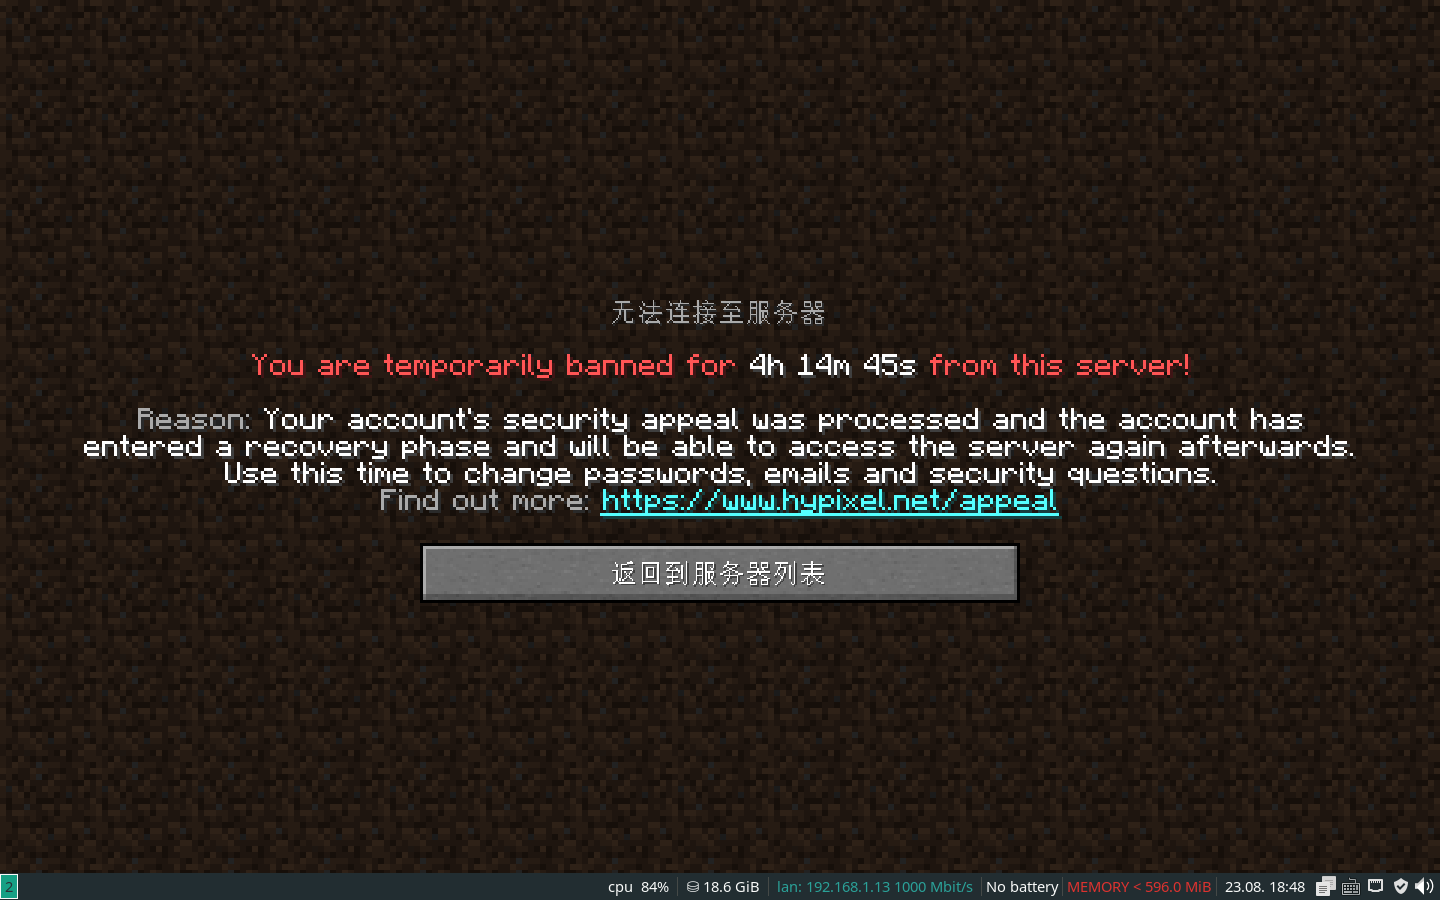 无法连接至服务器
You are temporarily banned for 4h 14m 45s from this server!
Reason: Your account's security appeal was processed and the account has
entered a recovery phase and will be able to access the server again afterwards.
Use this time to change passwords, emails and security questions.
Find out more: https://www.hypixel.net/appeal
返回到服务器列表
2 cpu 84% 18.6 GiB lan: 192.168.1.13 1000 Mbit/s No battery MEMORY < 596.0 MiB 23.08. 18:48